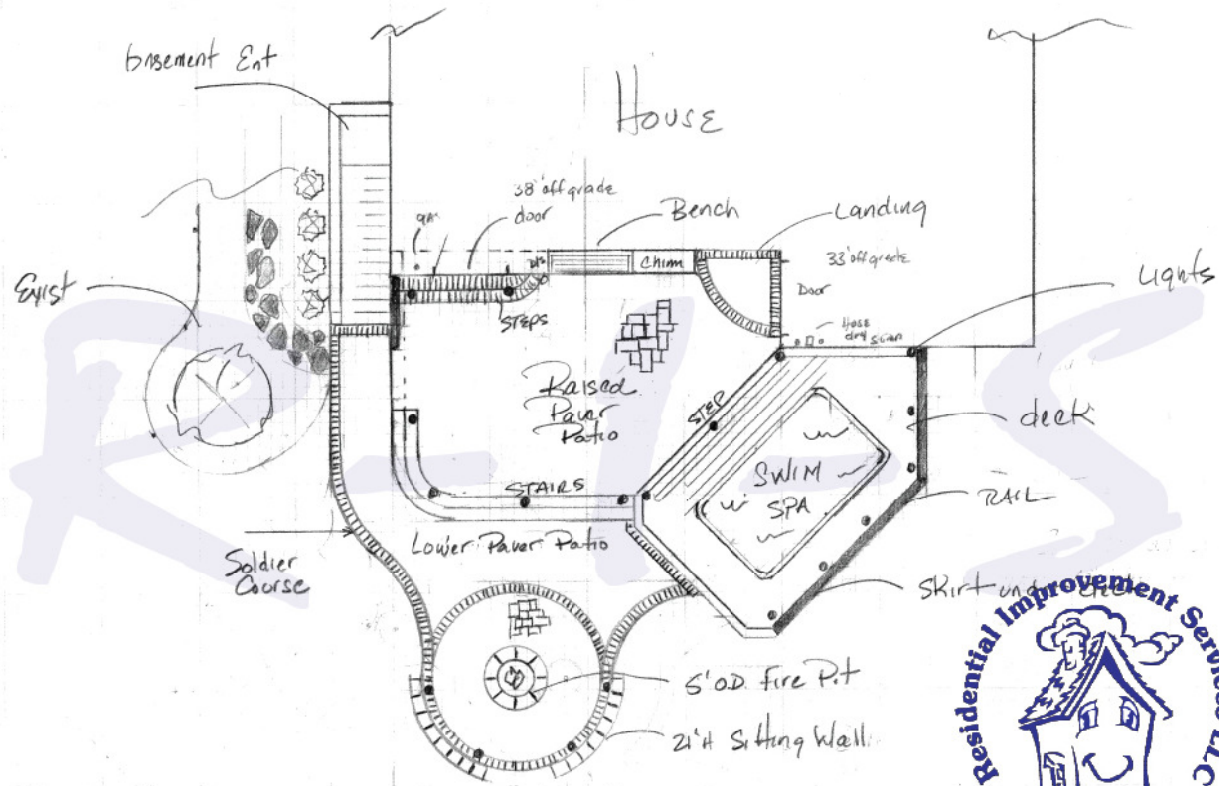 basement Ent
House
38" off grade
door
Bench
Landing
33" off grade
Door
Lights
Exist
Chim
STEPS
Hose
dry
Raised
Paver
Patio
STEP
deck
SWIM
SPA
RAIL
STAIRS
Lower Paver Patio
Soldier
Course
Skirt under deck
5' O.D. Fire Pit
21" H Sitting Wall
R-I-S
Residential Improvement Services LLC